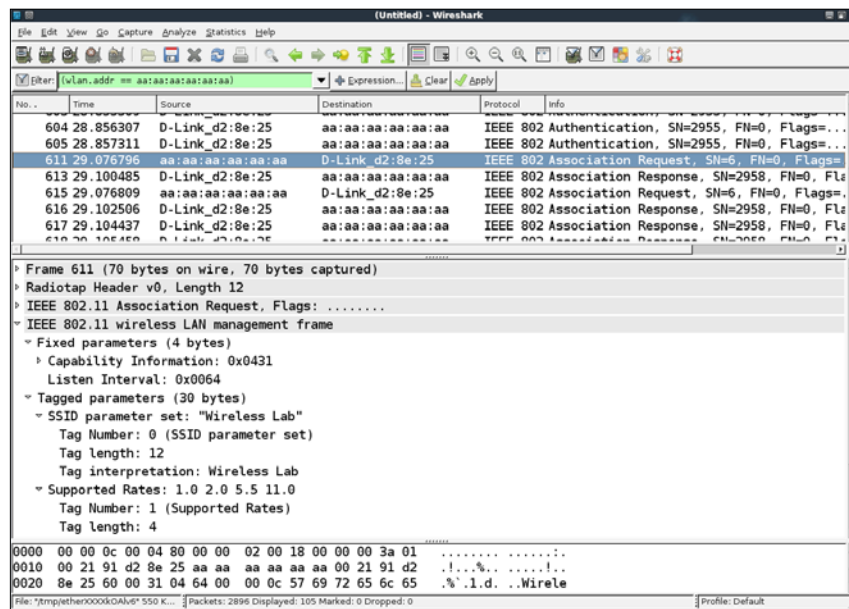 (Untitled) - Wireshark
File Edit View Go Capture Analyze Statistics Help
Filter: (wlan.addr == aa:aa:aa:aa:aa:aa) Expression... Clear Apply
No. . Time Source Destination Protocol Info
604 28.856307 D-Link_d2:8e:25 aa:aa:aa:aa:aa:aa IEEE 802 Authentication, SN=2955, FN=0, Flags=...
605 28.857311 D-Link_d2:8e:25 aa:aa:aa:aa:aa:aa IEEE 802 Authentication, SN=2955, FN=0, Flags=...
611 29.076796 aa:aa:aa:aa:aa:aa D-Link_d2:8e:25 IEEE 802 Association Request, SN=6, FN=0, Flags=
613 29.100485 D-Link_d2:8e:25 aa:aa:aa:aa:aa:aa IEEE 802 Association Response, SN=2958, FN=0, Fla
615 29.076809 aa:aa:aa:aa:aa:aa D-Link_d2:8e:25 IEEE 802 Association Request, SN=6, FN=0, Flags=.
616 29.102506 D-Link_d2:8e:25 aa:aa:aa:aa:aa:aa IEEE 802 Association Response, SN=2958, FN=0, Fla
617 29.104437 D-Link_d2:8e:25 aa:aa:aa:aa:aa:aa IEEE 802 Association Response, SN=2958, FN=0, Fla
Frame 611 (70 bytes on wire, 70 bytes captured)
Radiotap Header v0, Length 12
IEEE 802.11 Association Request, Flags: ........
IEEE 802.11 wireless LAN management frame
Fixed parameters (4 bytes)
Capability Information: 0x0431
Listen Interval: 0x0064
Tagged parameters (30 bytes)
SSID parameter set: "Wireless Lab"
Tag Number: 0 (SSID parameter set)
Tag length: 12
Tag interpretation: Wireless Lab
Supported Rates: 1.0 2.0 5.5 11.0
Tag Number: 1 (Supported Rates)
Tag length: 4
0000 00 00 0c 00 04 80 00 00 02 00 18 00 00 00 3a 01 ........ ......:.
0010 00 21 91 d2 8e 25 aa aa aa aa aa aa 00 21 91 d2 .!...%.. .....!..
0020 8e 25 60 00 31 04 64 00 00 0c 57 69 72 65 6c 65 .%`.1.d. ..Wirele
File: "/tmp/etherXXXXkOAlv6" 550 K... Packets: 2896 Displayed: 105 Marked: 0 Dropped: 0 Profile: Default